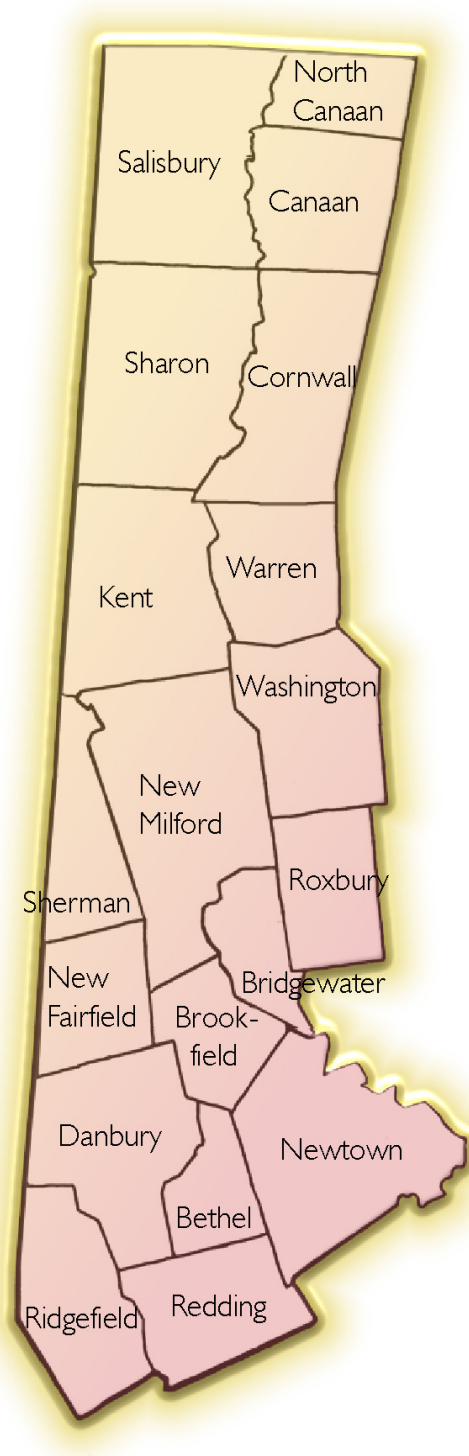 North
Canaan
Salisbury
Canaan
Sharon
Cornwall
Warren
Kent
Washington
New
Milford
Roxbury
Sherman
New
Fairfield
Bridgewater
Brook-
field
Danbury
Newtown
Bethel
Redding
Ridgefield